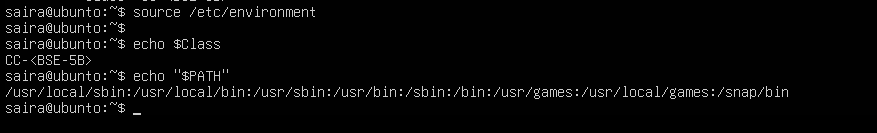 saira@ubunto:~$ source /etc/environment
saira@ubunto:~$
saira@ubunto:~$ echo $Class
CC-<BSE-5B>
saira@ubunto:~$ echo "$PATH"
/usr/local/sbin:/usr/local/bin:/usr/sbin:/usr/bin:/sbin:/bin:/usr/games:/usr/local/games:/snap/bin
saira@ubunto:~$ _